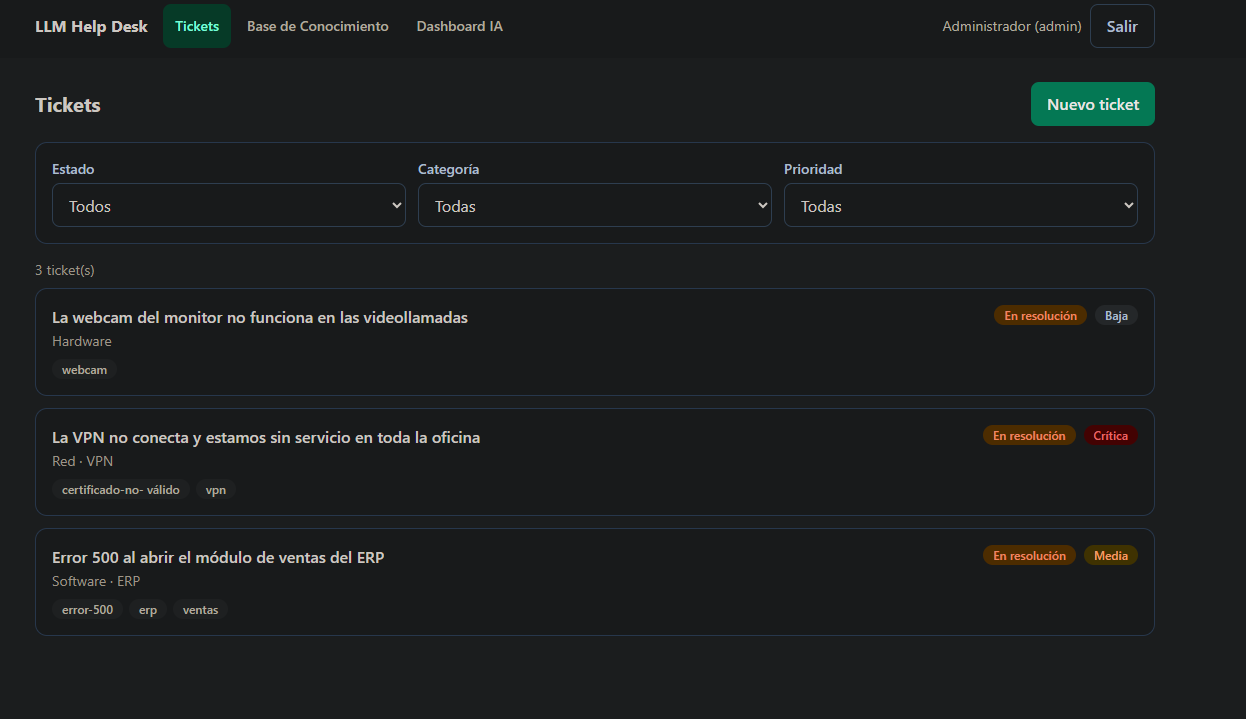 LLM Help Desk Tickets Base de Conocimiento Dashboard IA Administrador (admin) Salir
Tickets Nuevo ticket
Estado Categoría Prioridad
Todos Todas Todas
3 ticket(s)
La webcam del monitor no funciona en las videollamadas En resolución Baja
Hardware
webcam
La VPN no conecta y estamos sin servicio en toda la oficina En resolución Crítica
Red · VPN
certificado-no- válido vpn
Error 500 al abrir el módulo de ventas del ERP En resolución Media
Software · ERP
error-500 erp ventas